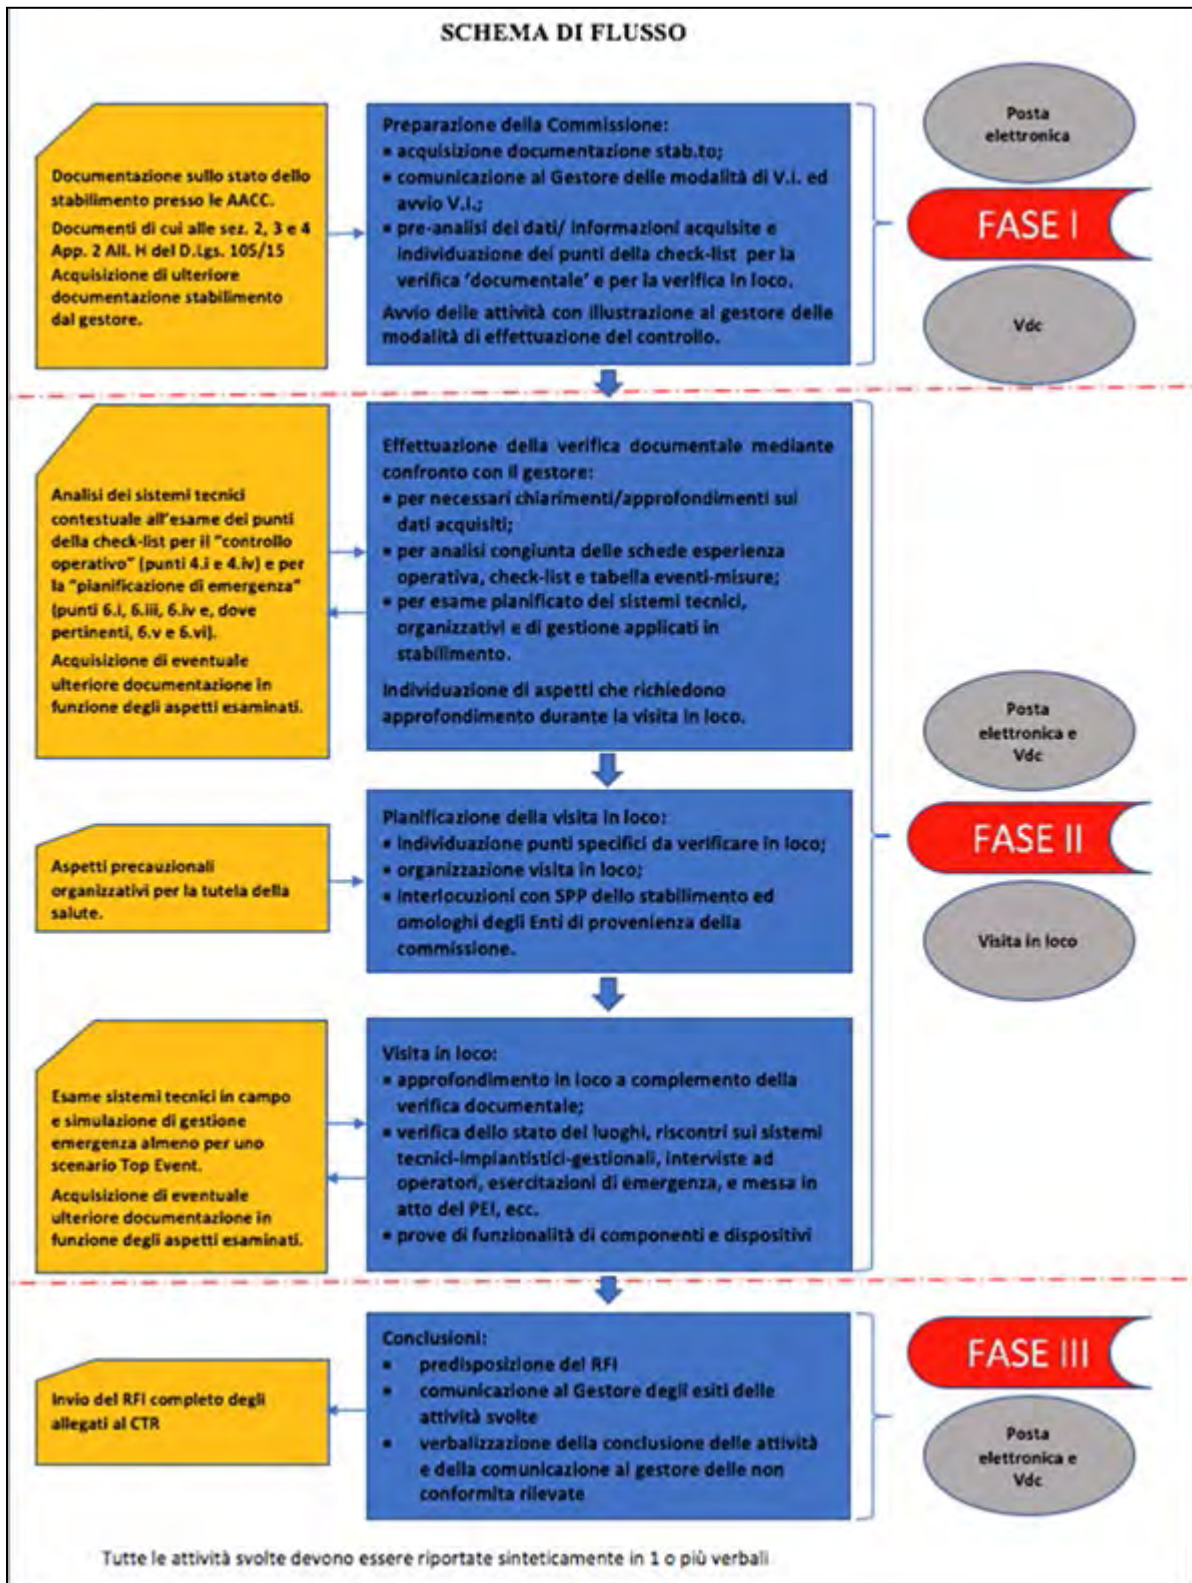 SCHEMA DI FLUSSO
Documentazione sullo stato dello
stabilimento presso le AACC.
Documenti di cui alle sez. 2, 3 e 4
App. 2 All. H del D.Lgs. 105/15
Acquisizione di ulteriore
documentazione stabilimento
dal gestore.
Preparazione della Commissione:
▪ acquisizione documentazione stab.to;
▪ comunicazione al Gestore delle modalità di V.I. ed
avvio V.I.;
▪ pre-analisi dei dati/ informazioni acquisite e
individuazione dei punti della check-list per la
verifica ‘documentale’ e per la verifica in loco.
Avvio delle attività con illustrazione al gestore delle
modalità di effettuazione del controllo.
Posta
elettronica
FASE I
Vdc
Analisi dei sistemi tecnici
contestuale all’esame dei punti
della check-list per il “controllo
operativo” (punti 4.i e 4.iv) e per
la “pianificazione di emergenza”
(punti 6.i, 6.iii, 6.iv e, dove
pertinenti, 6.v e 6.vi).
Acquisizione di eventuale
ulteriore documentazione in
funzione degli aspetti esaminati.
Effettuazione della verifica documentale mediante
confronto con il gestore:
▪ per necessari chiarimenti/approfondimenti sui
dati acquisiti;
▪ per analisi congiunta delle schede esperienza
operativa, check-list e tabella eventi-misure;
▪ per esame pianificato dei sistemi tecnici,
organizzativi e di gestione applicati in
stabilimento.
Individuazione di aspetti che richiedono
approfondimento durante la visita in loco.
Aspetti precauzionali
organizzativi per la tutela della
salute.
Planificazione della visita in loco:
▪ individuazione punti specifici da verificare in loco;
▪ organizzazione visita in loco;
▪ interlocuzioni con SPP dello stabilimento ed
omologhi degli Enti di provenienza della
commissione.
Posta
elettronica e
Vdc
FASE II
Visita in loco
Esame sistemi tecnici in campo
e simulazione di gestione
emergenza almeno per uno
scenario Top Event.
Acquisizione di eventuale
ulteriore documentazione in
funzione degli aspetti esaminati.
Visita in loco:
▪ approfondimento in loco a complemento della
verifica documentale;
▪ verifica dello stato dei luoghi, riscontri sui sistemi
tecnici-impiantistici-gestionali, interviste ad
operatori, esercitazioni di emergenza, e messa in
atto del PEI, ecc.
▪ prove di funzionalità di componenti e dispositivi
Invio del RFI completo degli
allegati al CTR
Conclusioni:
▪ predisposizione del RFI
▪ comunicazione al Gestore degli esiti delle
attività svolte
▪ verbalizzazione della conclusione delle attività
e della comunicazione al gestore delle non
conformita rilevate
FASE III
Posta
elettronica e
Vdc
Tutte le attività svolte devono essere riportate sinteticamente in 1 o più verbali